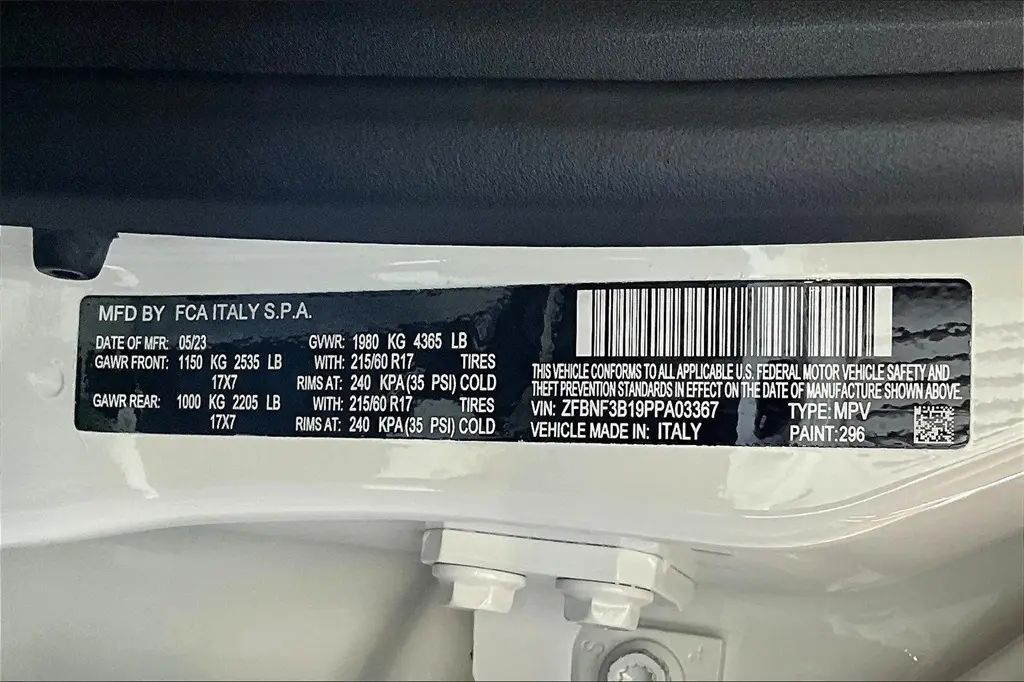 MFD BY FCA ITALY S.P.A.
DATE OF MFR: 05/23 GVWR: 1980 KG 4365 LB
GAWR FRONT: 1150 KG 2535 LB WITH: 215/60 R17 TIRES
17X7 RIMS AT: 240 KPA (35 PSI) COLD
GAWR REAR: 1000 KG 2205 LB WITH: 215/60 R17 TIRES
17X7 RIMS AT: 240 KPA (35 PSI) COLD
THIS VEHICLE CONFORMS TO ALL APPLICABLE U.S. FEDERAL MOTOR VEHICLE SAFETY AND
THEFT PREVENTION STANDARDS IN EFFECT ON THE DATE OF MANUFACTURE SHOWN ABOVE.
VIN: ZFBNF3B19PPA03367 TYPE: MPV
VEHICLE MADE IN: ITALY PAINT:296